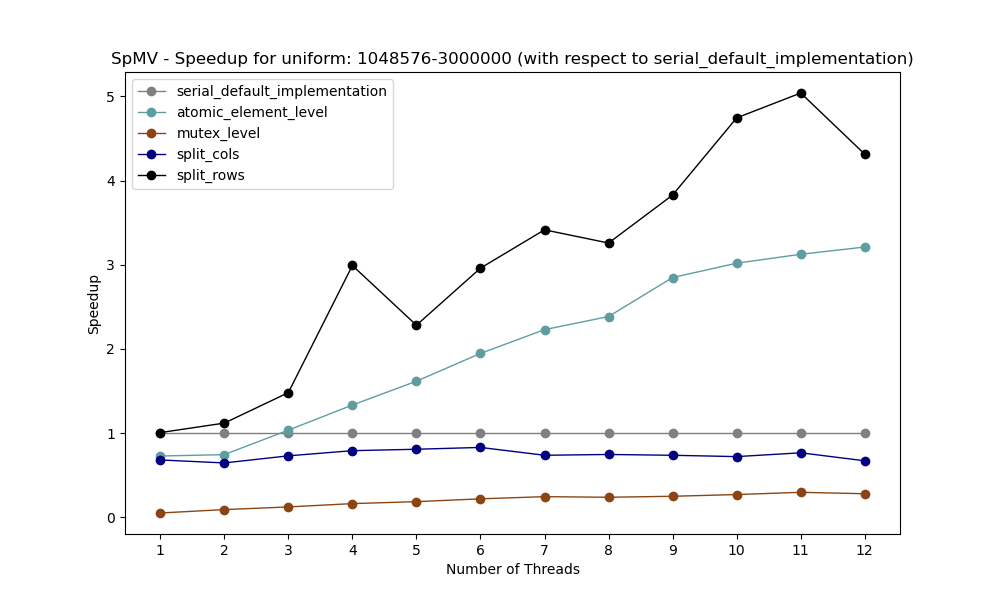 SpMV - Speedup for uniform: 1048576-3000000 (with respect to serial_default_implementation)
serial_default_implementation
atomic_element_level
mutex_level
split_cols
split_rows
5
4
3
2
1
0
Speedup
1 2 3 4 5 6 7 8 9 10 11 12
Number of Threads